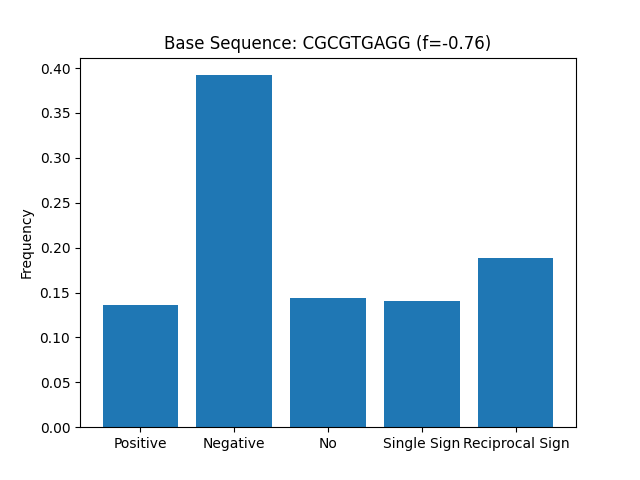 Base Sequence: CGCGTGAGG (f=-0.76)
0.40
0.35
0.30
0.25
0.20
0.15
0.10
0.05
0.00
Frequency
Positive
Negative
No
Single Sign
Reciprocal Sign